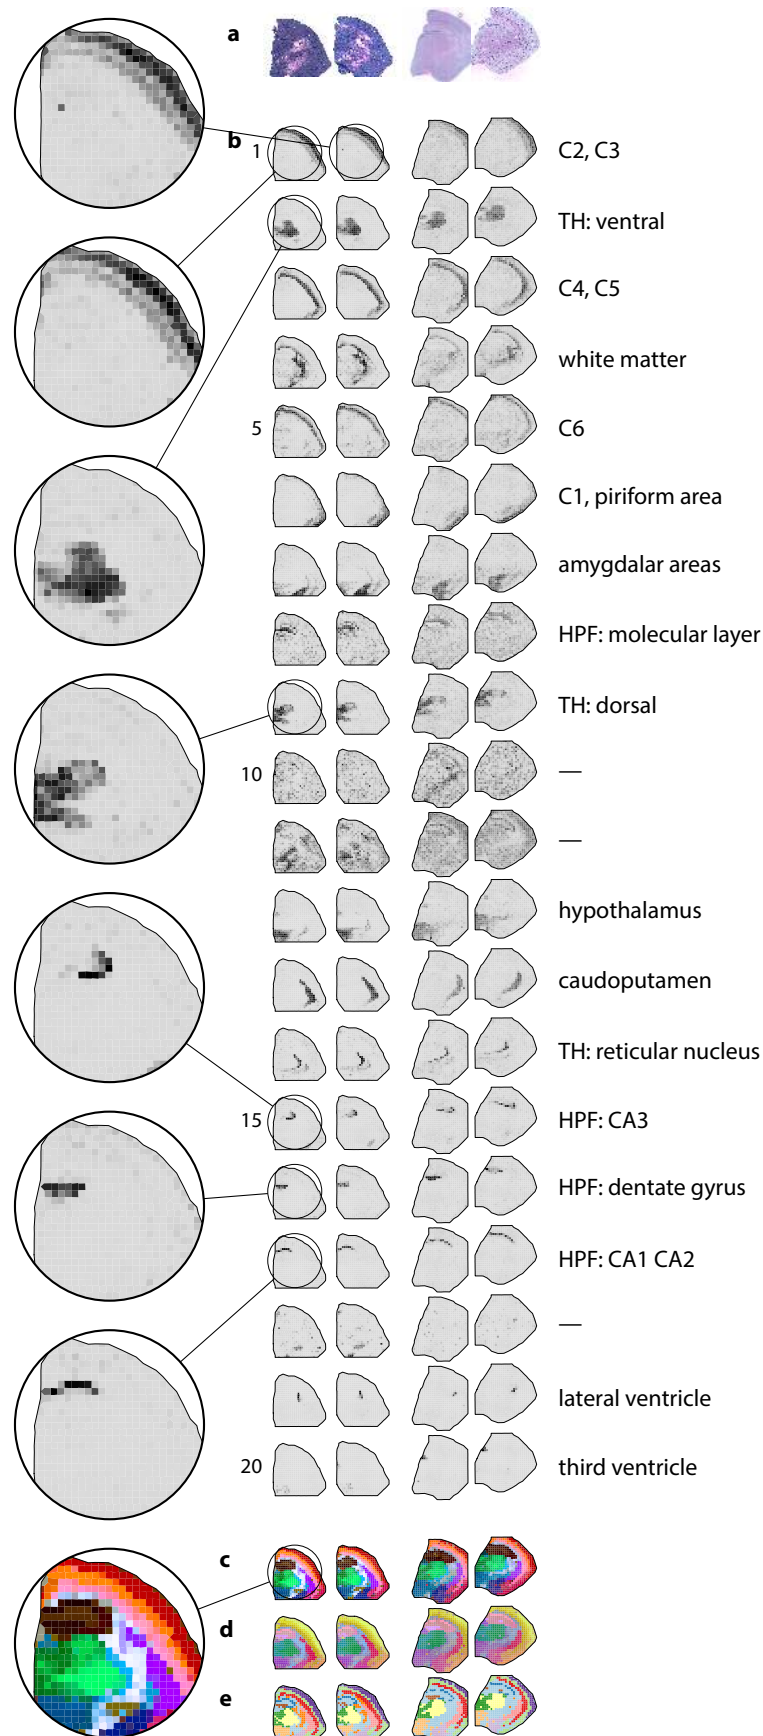 a
b
1 C2, C3
TH: ventral
C4, C5
white matter
5 C6
C1, piriform area
amygdalar areas
HPF: molecular layer
TH: dorsal
10 —
—
hypothalamus
caudoputamen
TH: reticular nucleus
15 HPF: CA3
HPF: dentate gyrus
HPF: CA1 CA2
—
lateral ventricle
20 third ventricle
c
d
e